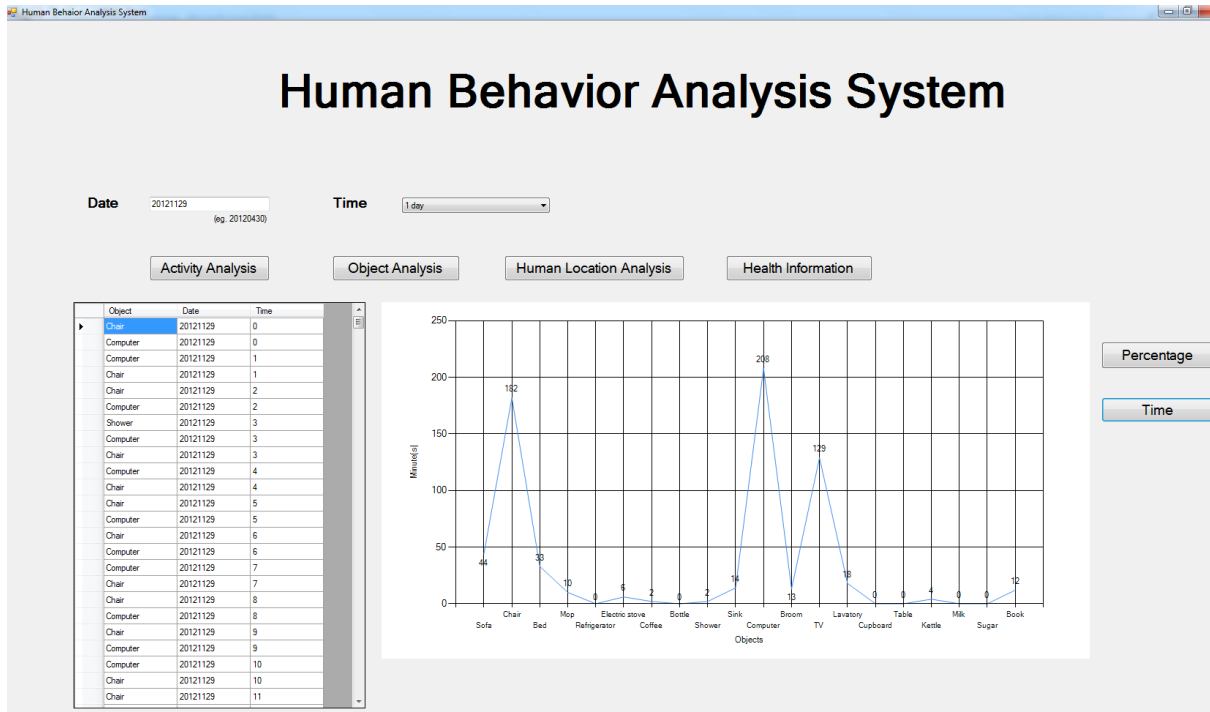 Human Behaior Analysis System
Human Behavior Analysis System
Date 20121129 Time 1 day
(eg. 20120430)
Activity Analysis Object Analysis Human Location Analysis Health Information
Object Date Time
Chair 20121129 0
Computer 20121129 0
Computer 20121129 1
Chair 20121129 1
Chair 20121129 2
Computer 20121129 2
Shower 20121129 3
Computer 20121129 3
Chair 20121129 3
Computer 20121129 4
Chair 20121129 4
Chair 20121129 5
Computer 20121129 5
Chair 20121129 6
Computer 20121129 6
Computer 20121129 7
Chair 20121129 7
Chair 20121129 8
Computer 20121129 8
Chair 20121129 9
Computer 20121129 9
Computer 20121129 10
Chair 20121129 10
Chair 20121129 11
250
200
150
100
50
0
Minute[s]
44 182 33 10 0 6 2 0 2 14 208 13 129 18 0 0 4 0 0 12
Chair Mop Electric stove Bottle Sink Broom Lavatory Table Milk Book
Sofa Bed Refrigerator Coffee Shower Computer TV Cupboard Kettle Sugar
Objects
Percentage
Time